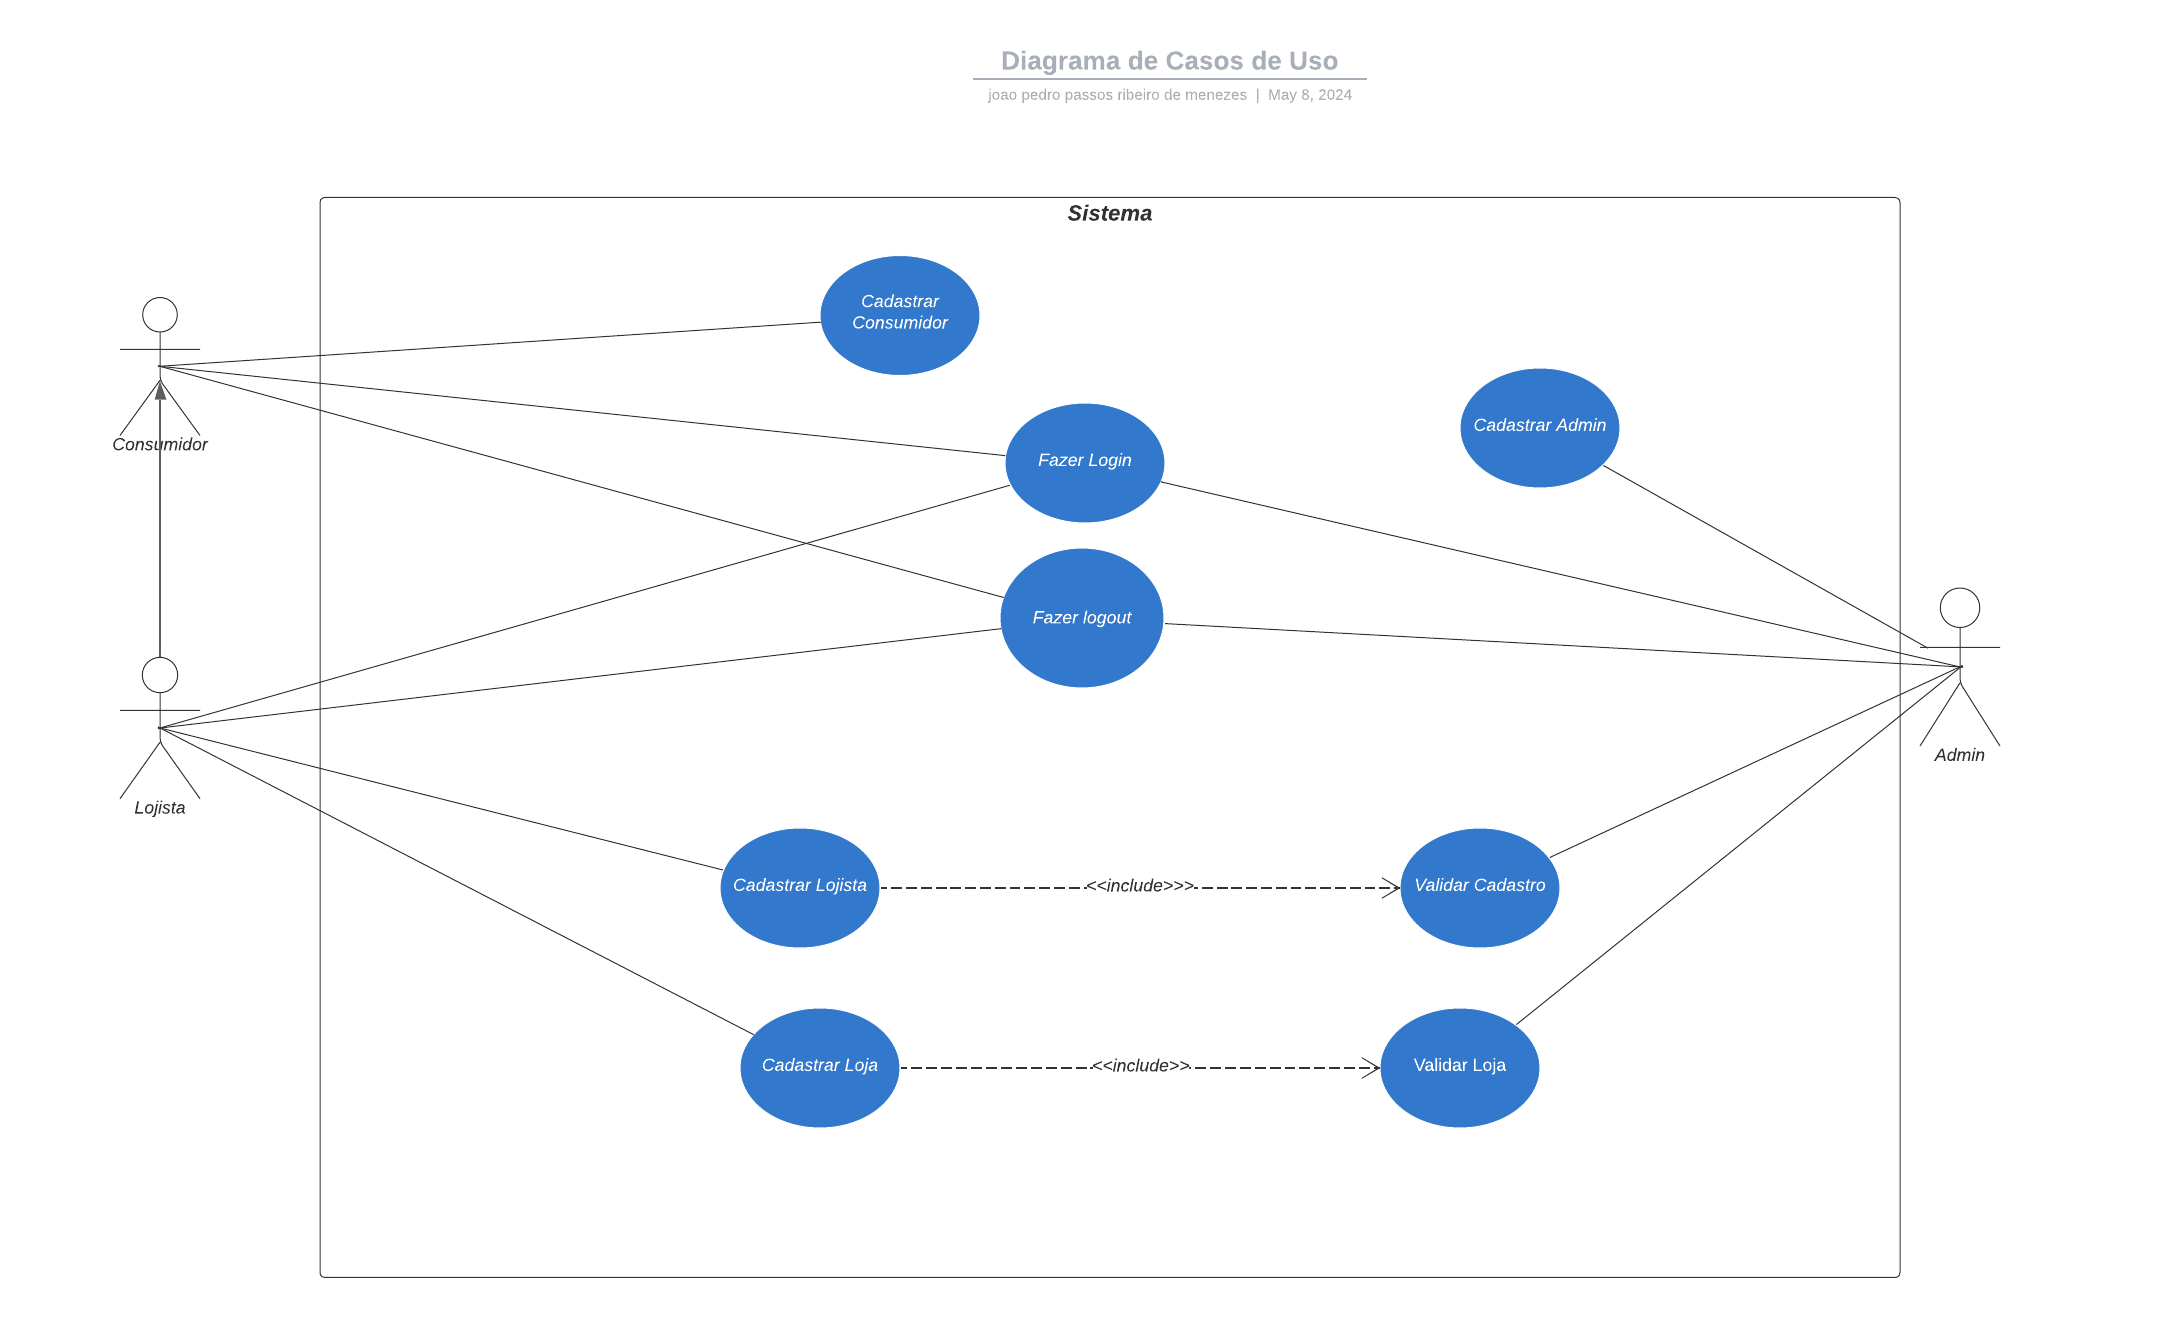 Diagrama de Casos de Uso
joao pedro passos ribeiro de menezes | May 8, 2024
Sistema
Cadastrar
Consumidor
Cadastrar Admin
Consumidor
Fazer Login
Fazer logout
Admin
Lojista
Cadastrar Lojista
<<include>>>
Validar Cadastro
Cadastrar Loja
<<include>>
Validar Loja